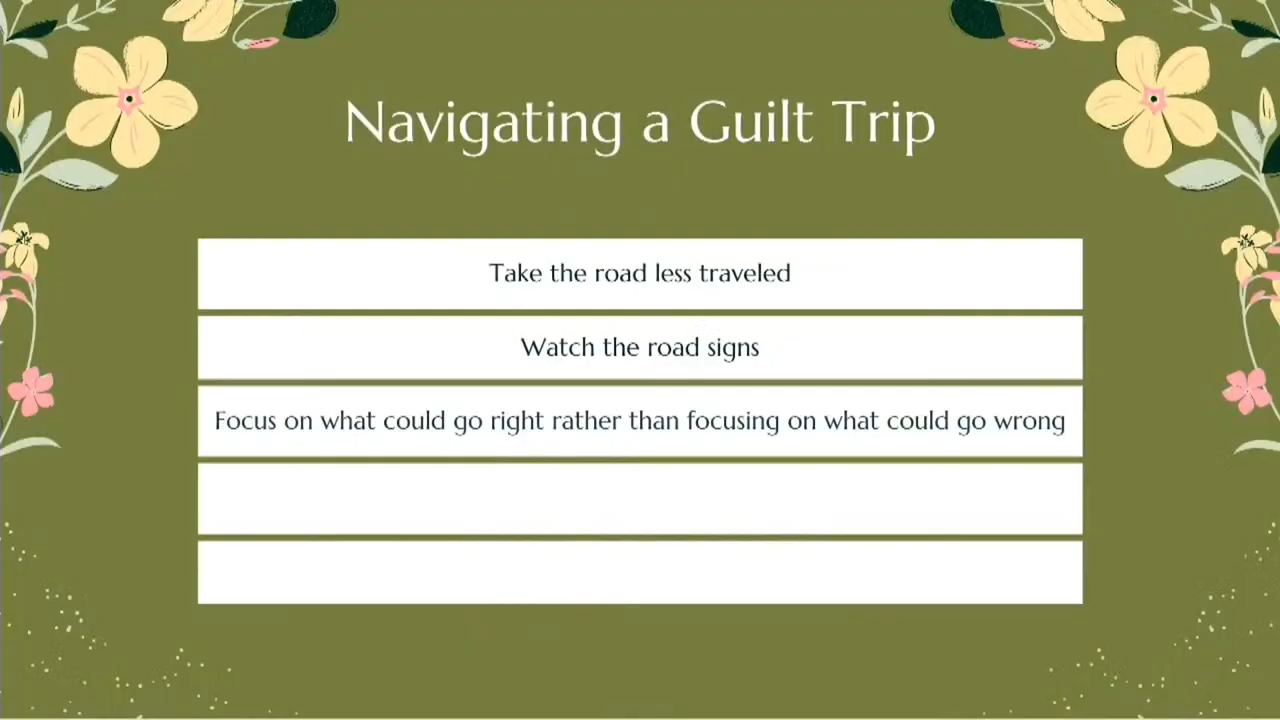 Navigating a Guilt Trip
Take the road less traveled
Watch the road signs
Focus on what could go right rather than focusing on what could go wrong